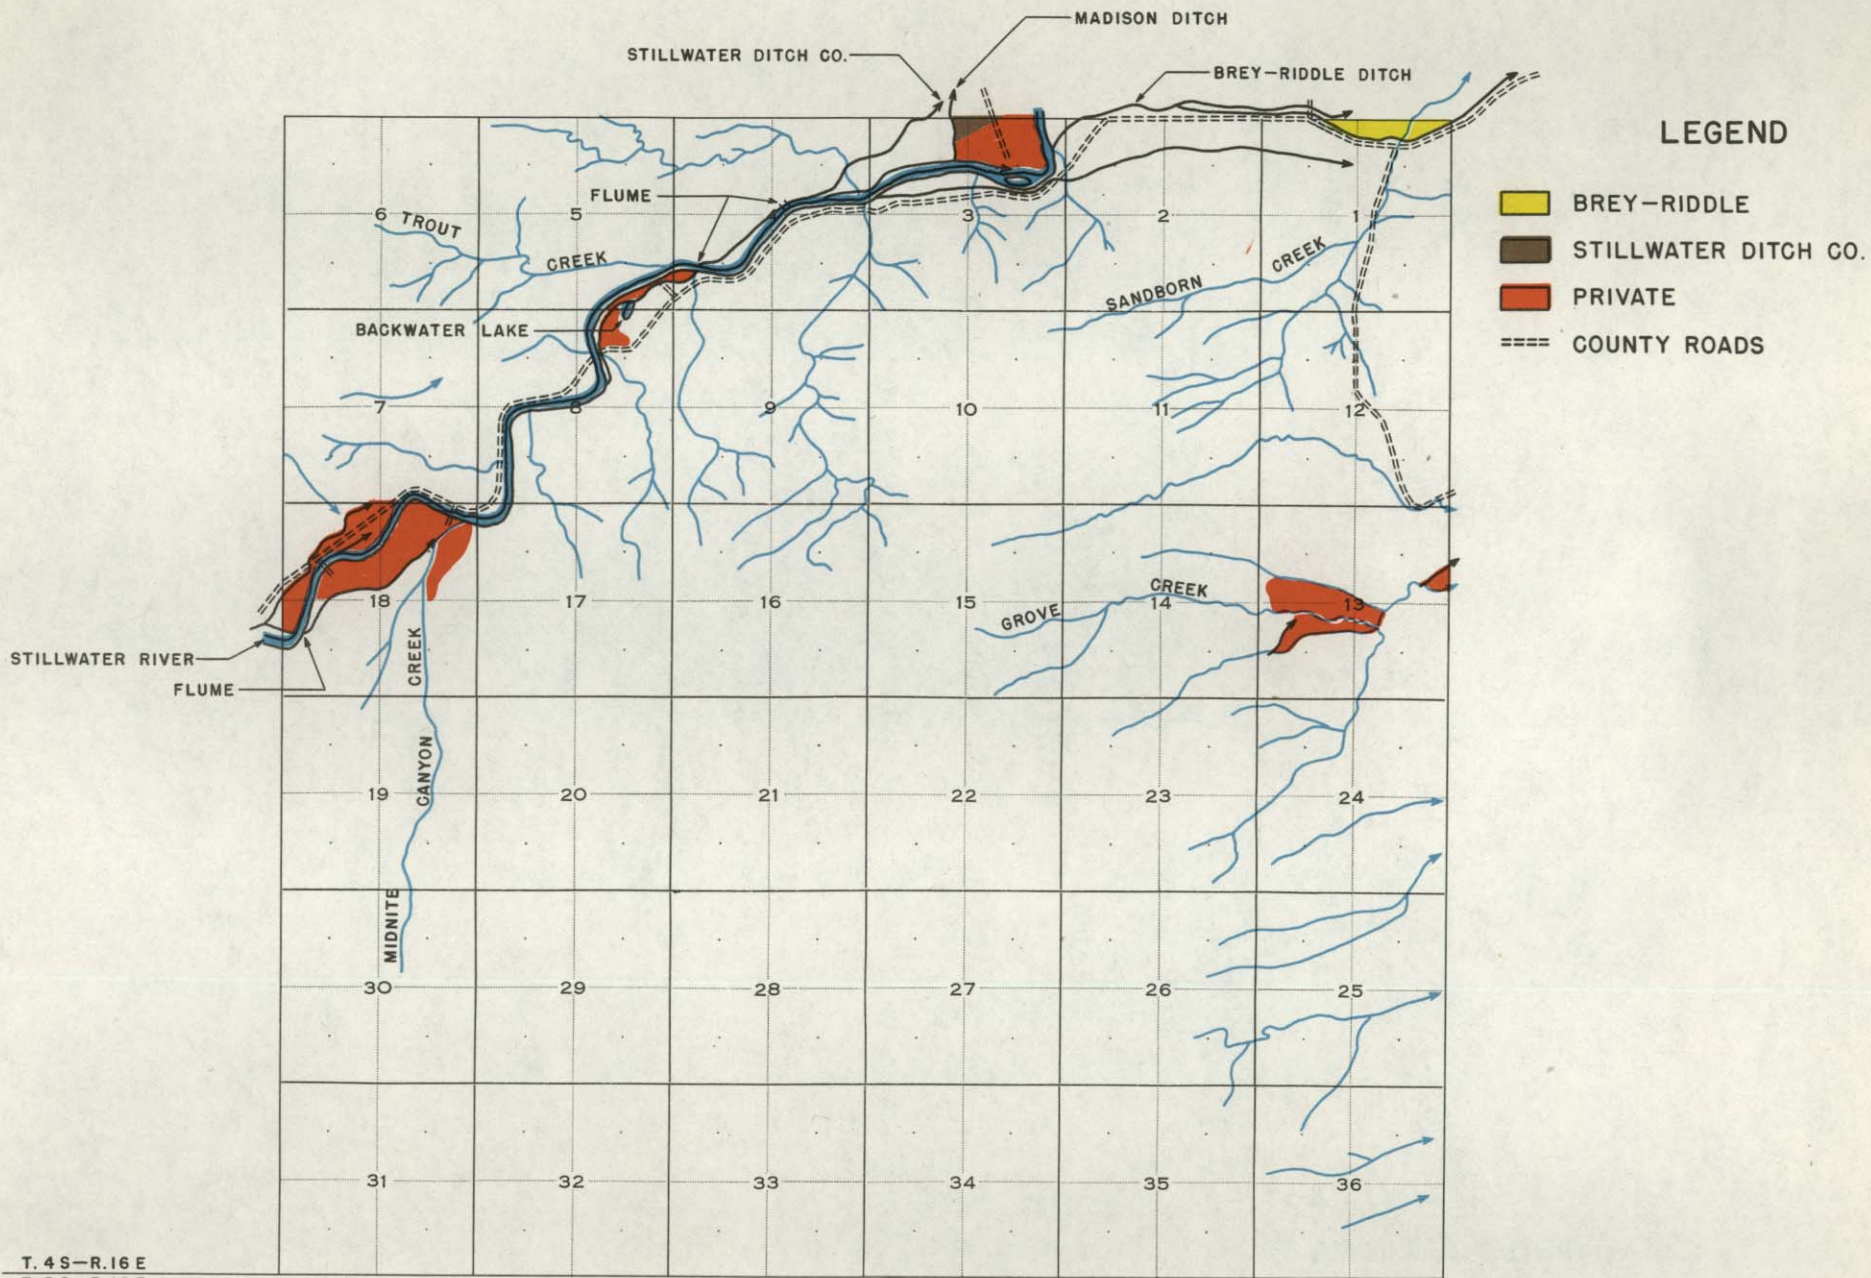 MADISON DITCH
STILLWATER DITCH CO.
BREY-RIDDLE DITCH
LEGEND
BREY-RIDDLE
STILLWATER DITCH CO.
PRIVATE
COUNTY ROADS
FLUME
6 5 3 2 1
TROUT CREEK
SANDBORN CREEK
BACKWATER LAKE
7 8 9 10 11 12
18 17 16 15 14 13
GROVE CREEK
STILLWATER RIVER
FLUME
MIDNITE CANYON CREEK
19 20 21 22 23 24
30 29 28 27 26 25
31 32 33 34 35 36
T. 4 S-R. 16 E